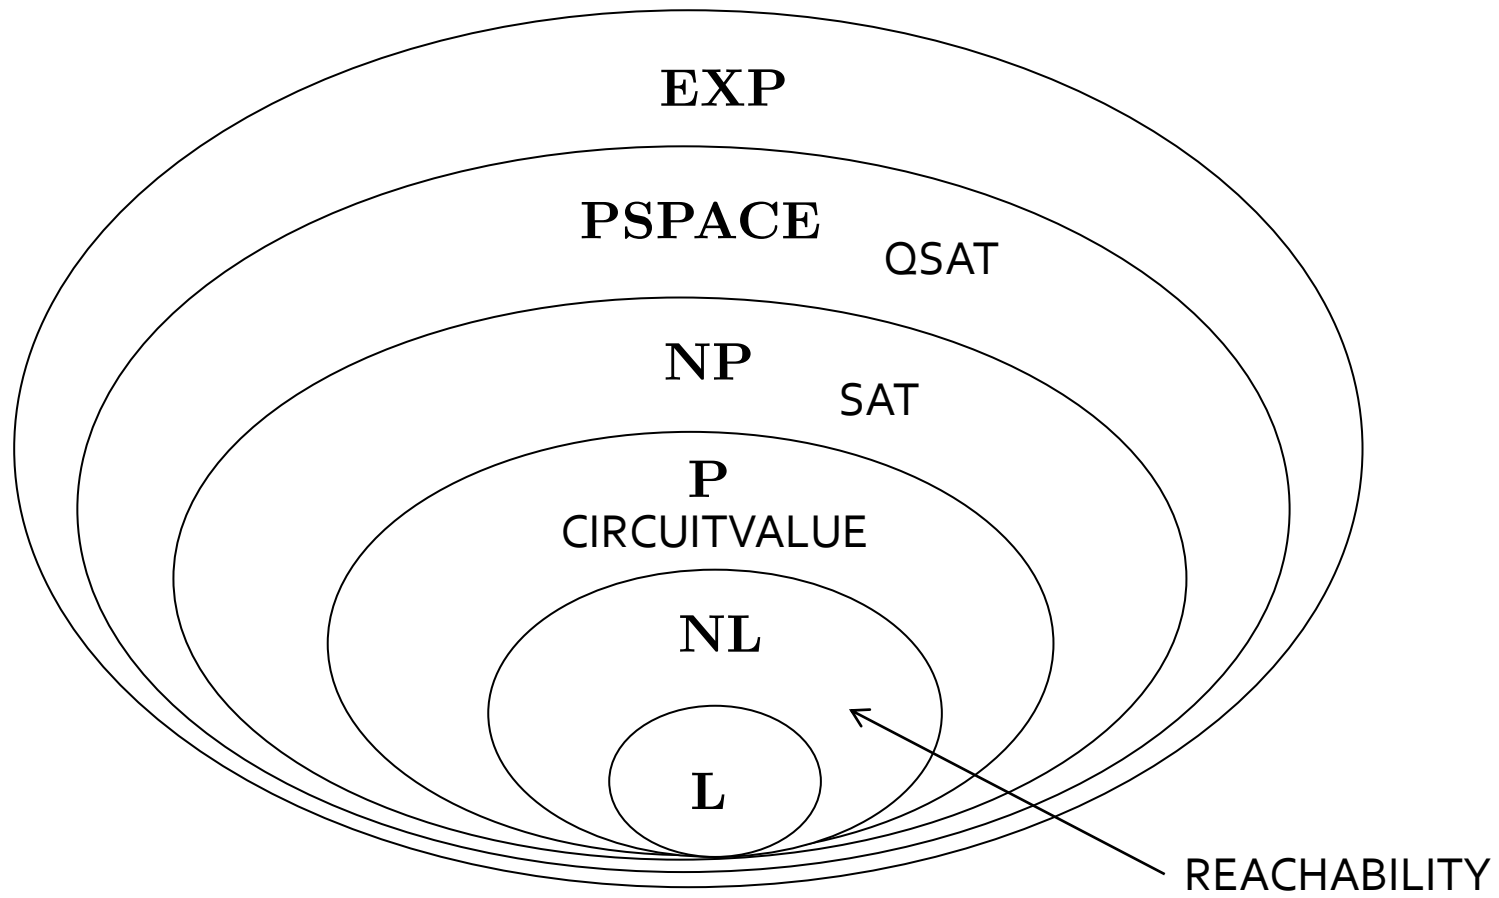 EXP
PSPACE
QSAT
NP
SAT
P
CIRCUITVALUE
NL
L
REACHABILITY